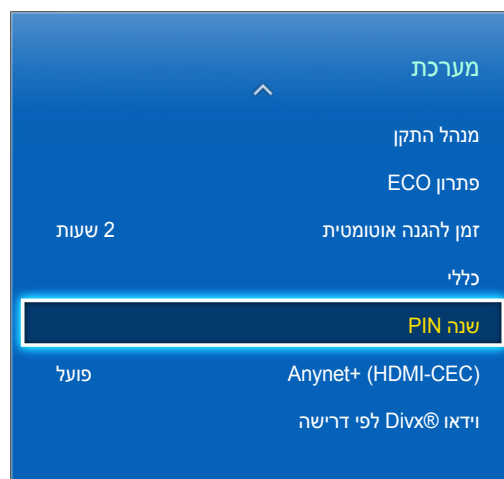 מערכת
מנהל התקן
פתרון ECO
זמן להגנה אוטומטית 2 שעות
כללי
שנה PIN
Anynet+ (HDMI-CEC) פועל
וידאו Divx® לפי דרישה